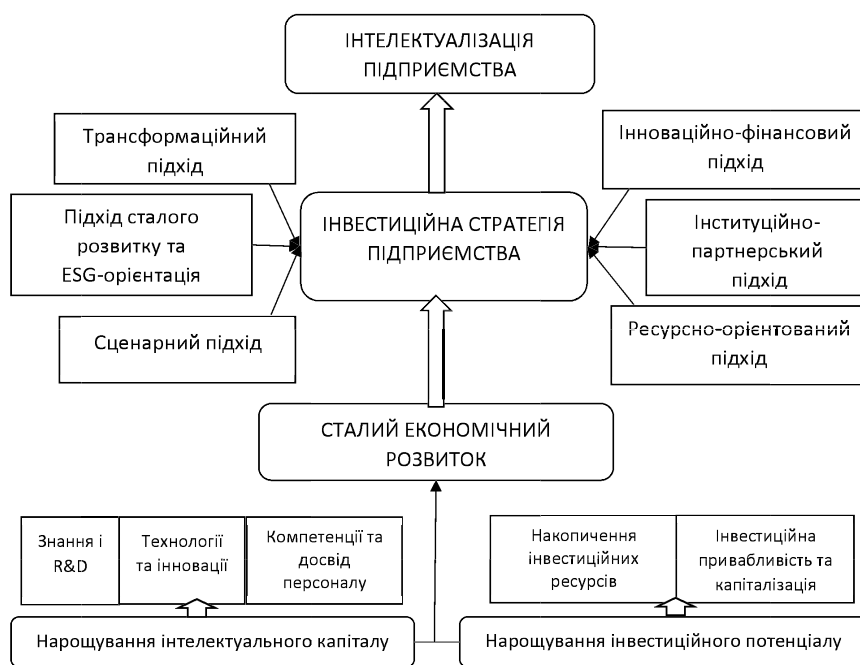 ІНТЕЛЕКТУАЛІЗАЦІЯ
ПІДПРИЄМСТВА
Трансформаційний
підхід
Інноваційно-фінансовий
підхід
Підхід сталого
розвитку та
ESG-орієнтація
ІНВЕСТИЦІЙНА СТРАТЕГІЯ
ПІДПРИЄМСТВА
Інституційно-
партнерський
підхід
Сценарний підхід
Ресурсно-орієнтований
підхід
СТАЛИЙ ЕКОНОМІЧНИЙ
РОЗВИТОК
Знання і
R&D
Технології
та інновації
Компетенції та
досвід
персоналу
Накопичення
інвестиційних
ресурсів
Інвестиційна
привабливість та
капіталізація
Нарощування інтелектуального капіталу
Нарощування інвестиційного потенціалу